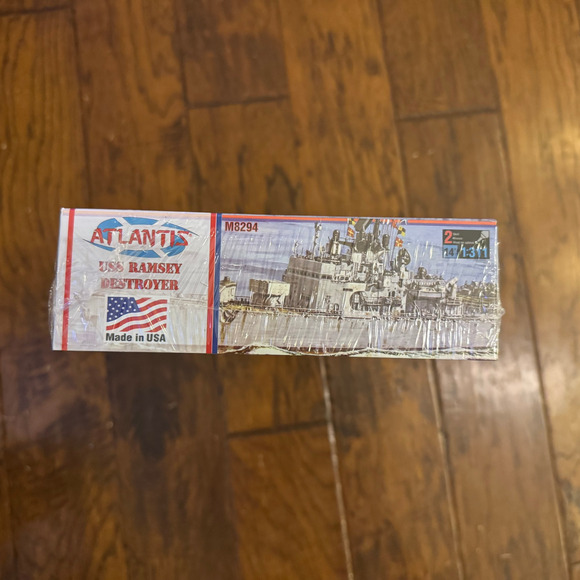 ATLANTIS®
USS RAMSEY
DESTROYER
Made in USA
M8294
2